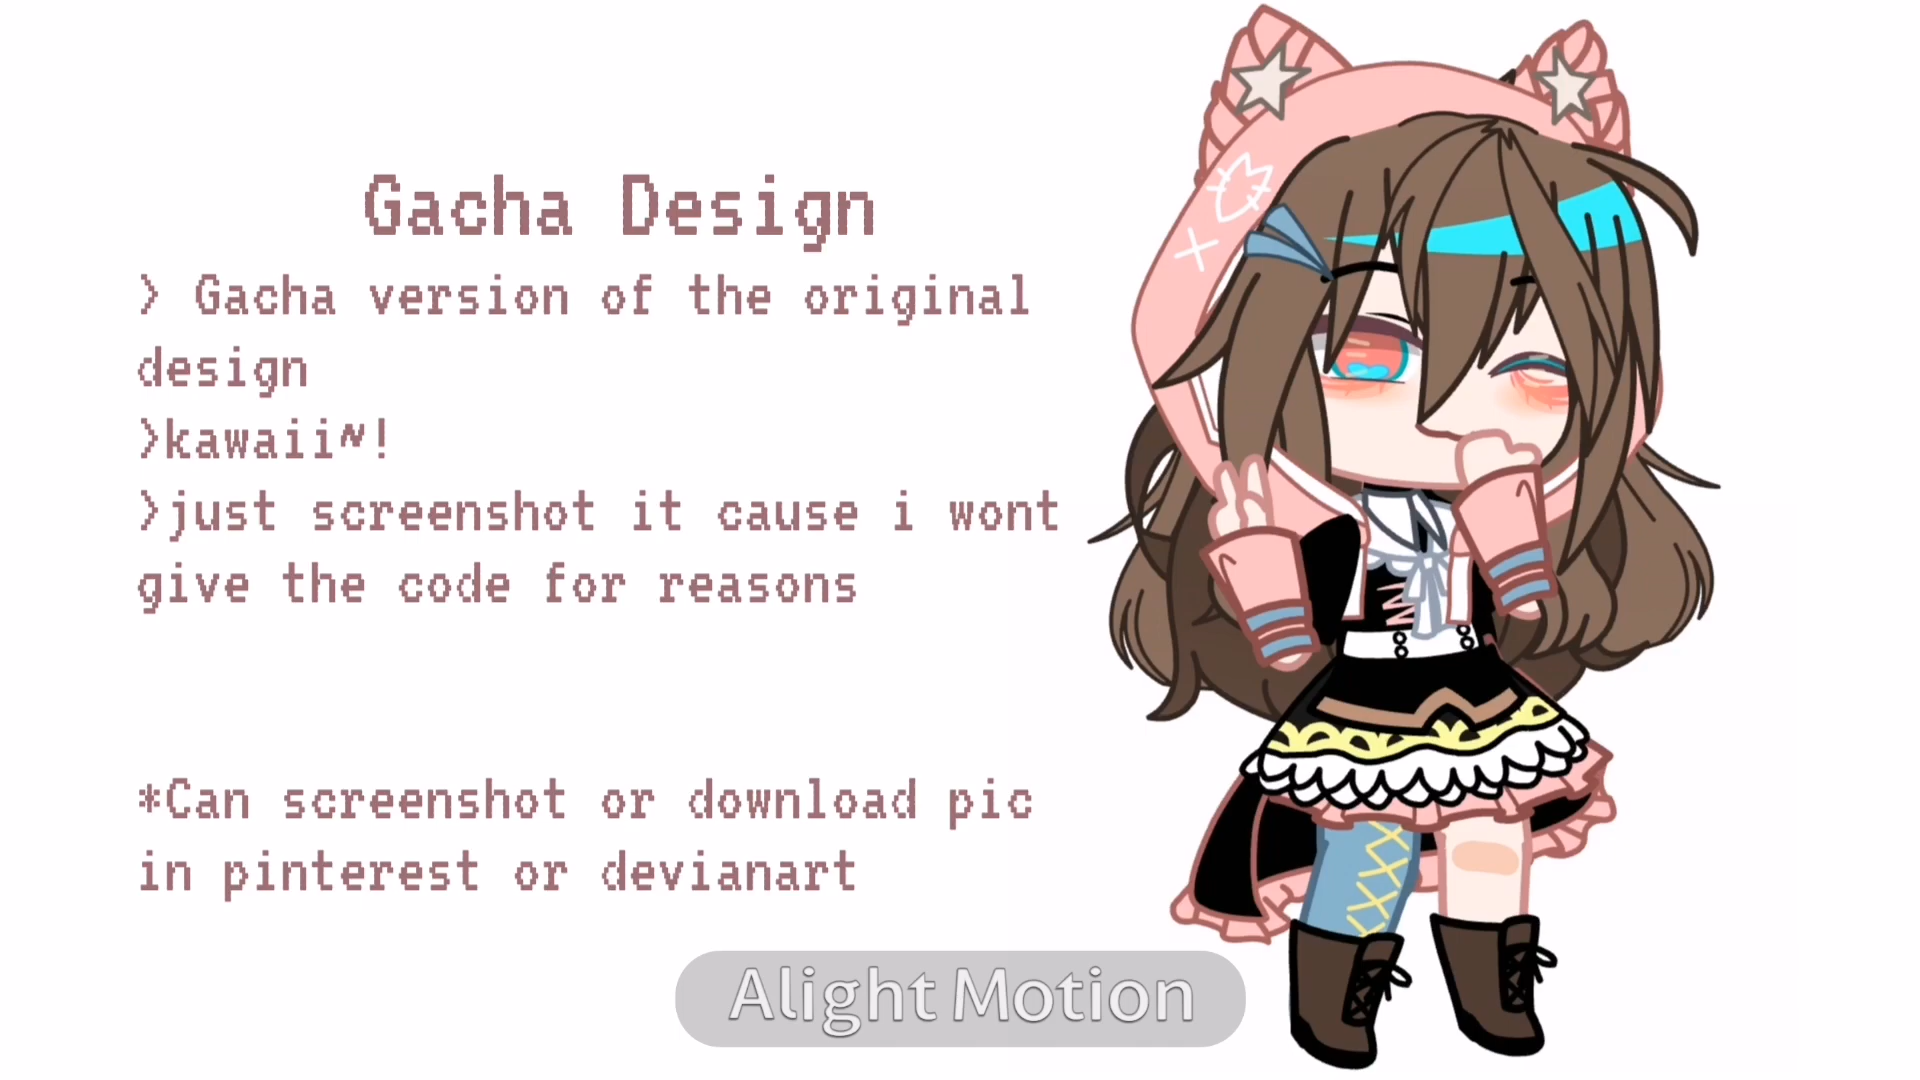 Gacha Design
> Gacha version of the original
design
>kawaii~!
>just screenshot it cause i wont
give the code for reasons
*Can screenshot or download pic
in pinterest or devianart
Alight Motion